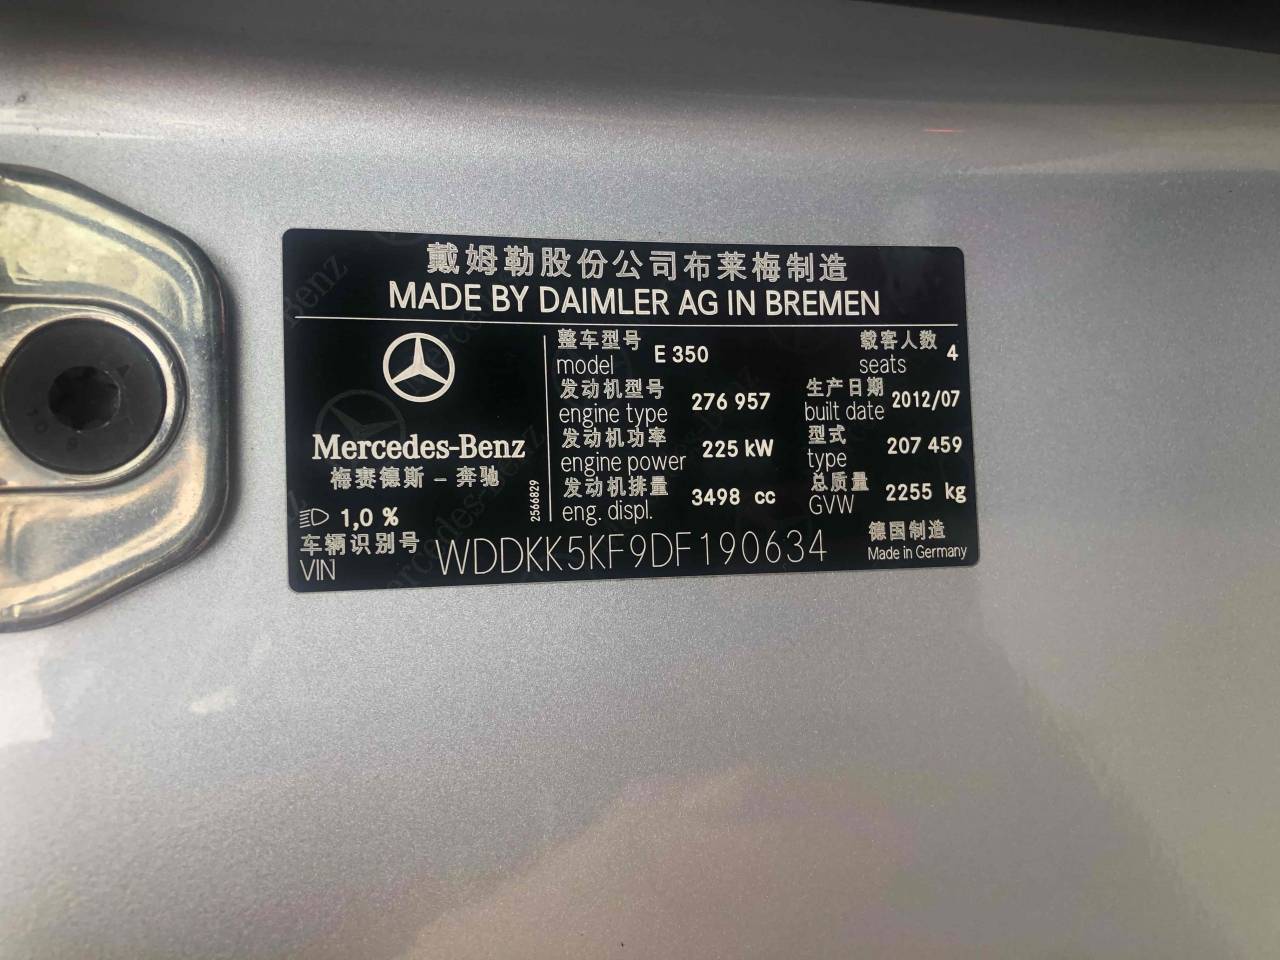 戴姆勒股份公司布莱梅制造
MADE BY DAIMLER AG IN BREMEN
Mercedes-Benz
梅赛德斯 - 奔驰
1,0 %
2566829
整车型号
model E 350
载客人数
seats 4
发动机型号
engine type 276 957
生产日期
built date 2012/07
发动机功率
engine power 225 kW
型式
type 207 459
发动机排量
eng. displ. 3498 cc
总质量
GVW 2255 kg
车辆识别号
VIN WDDKK5KF9DF190634
德国制造
Made in Germany